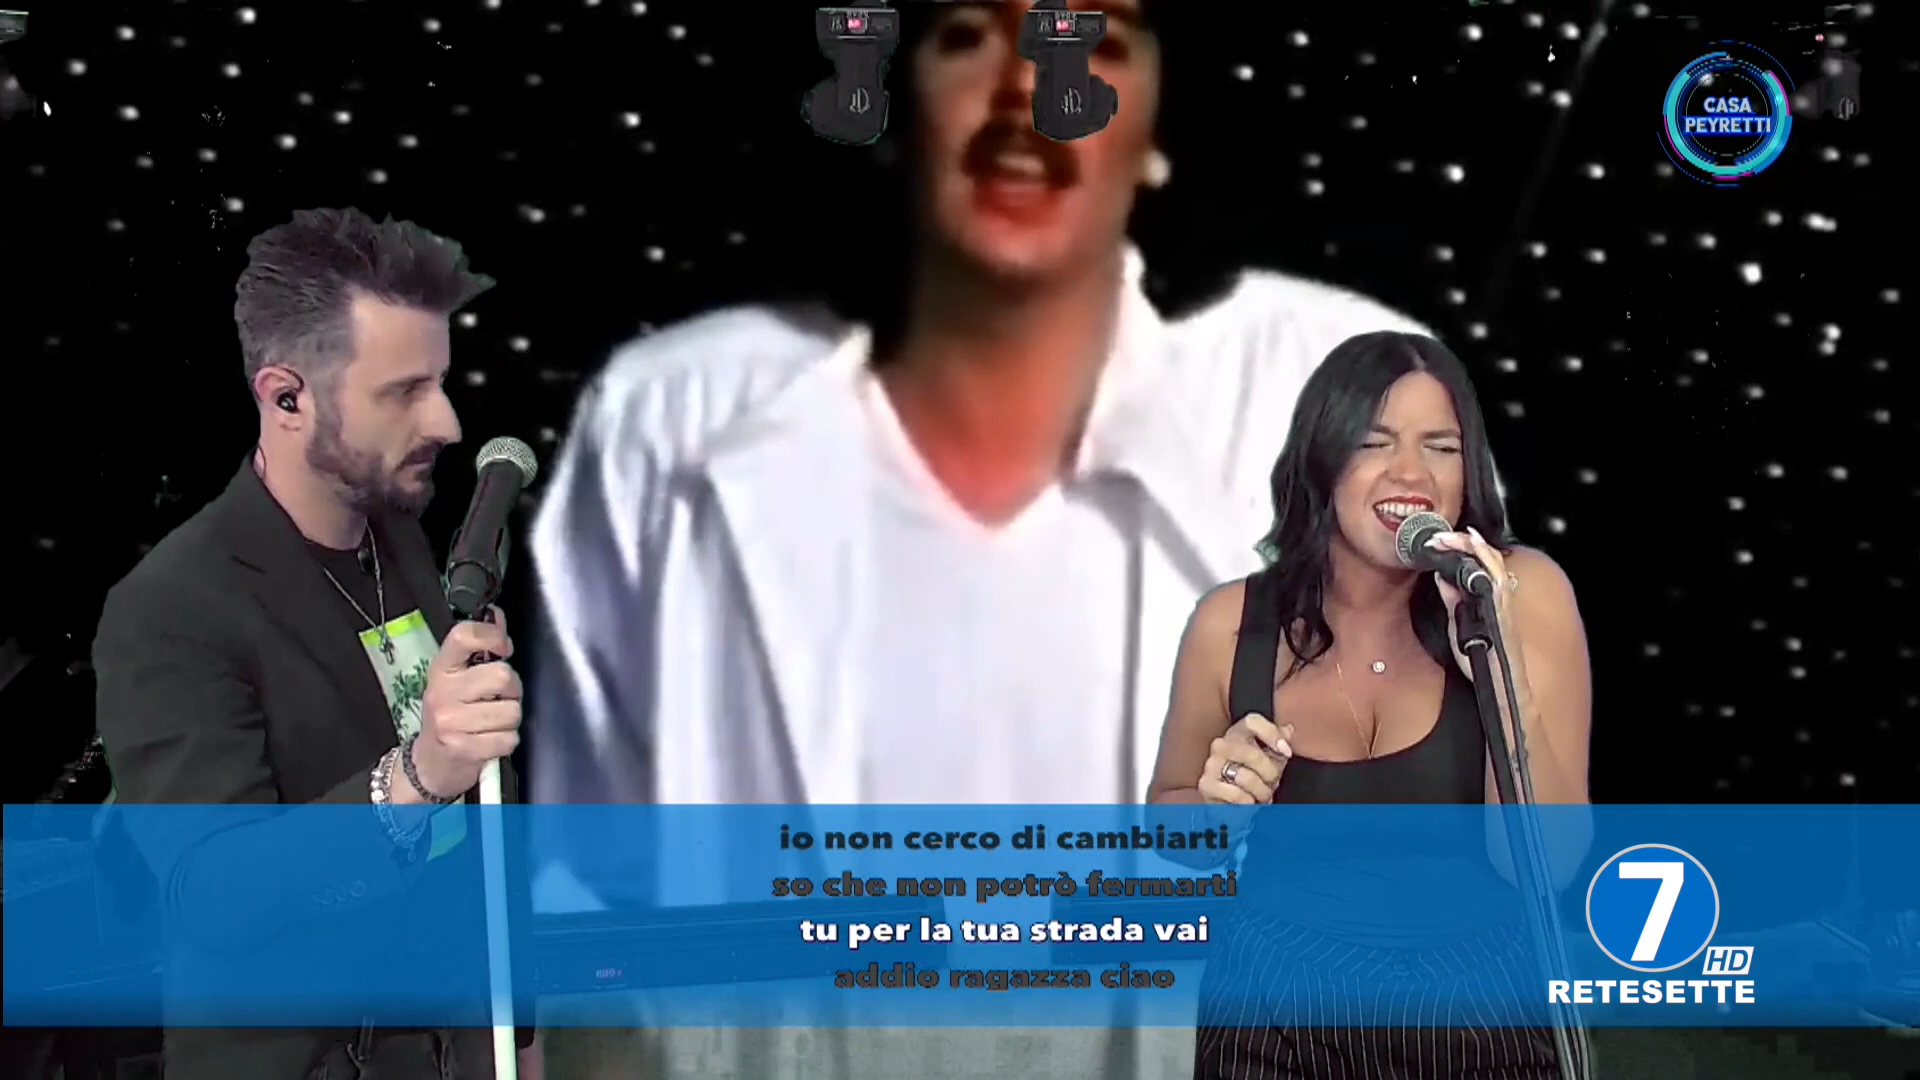 CASA
PEYRETTI
io non cerco di cambiarti
so che non potrò fermarti
tu per la tua strada vai
addio ragazza ciao
7
HD
RETESETTE